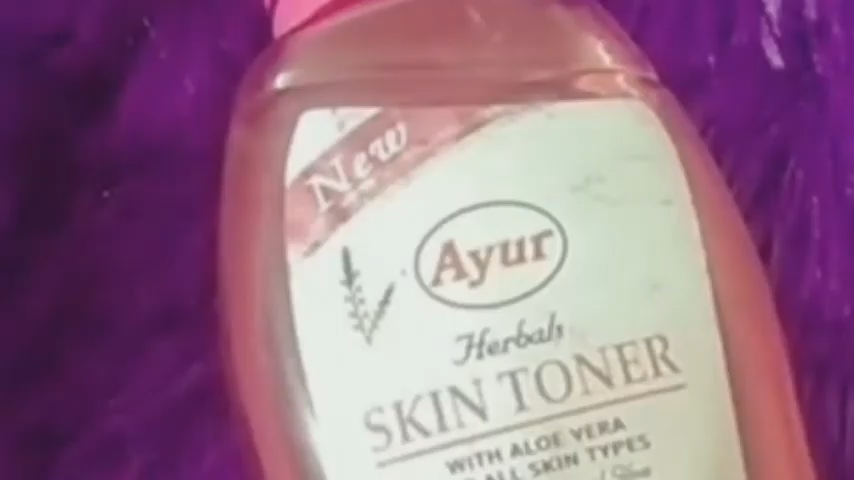 New
Ayur
Herbals
SKIN TONER
WITH ALOE VERA
ALL SKIN TYPES